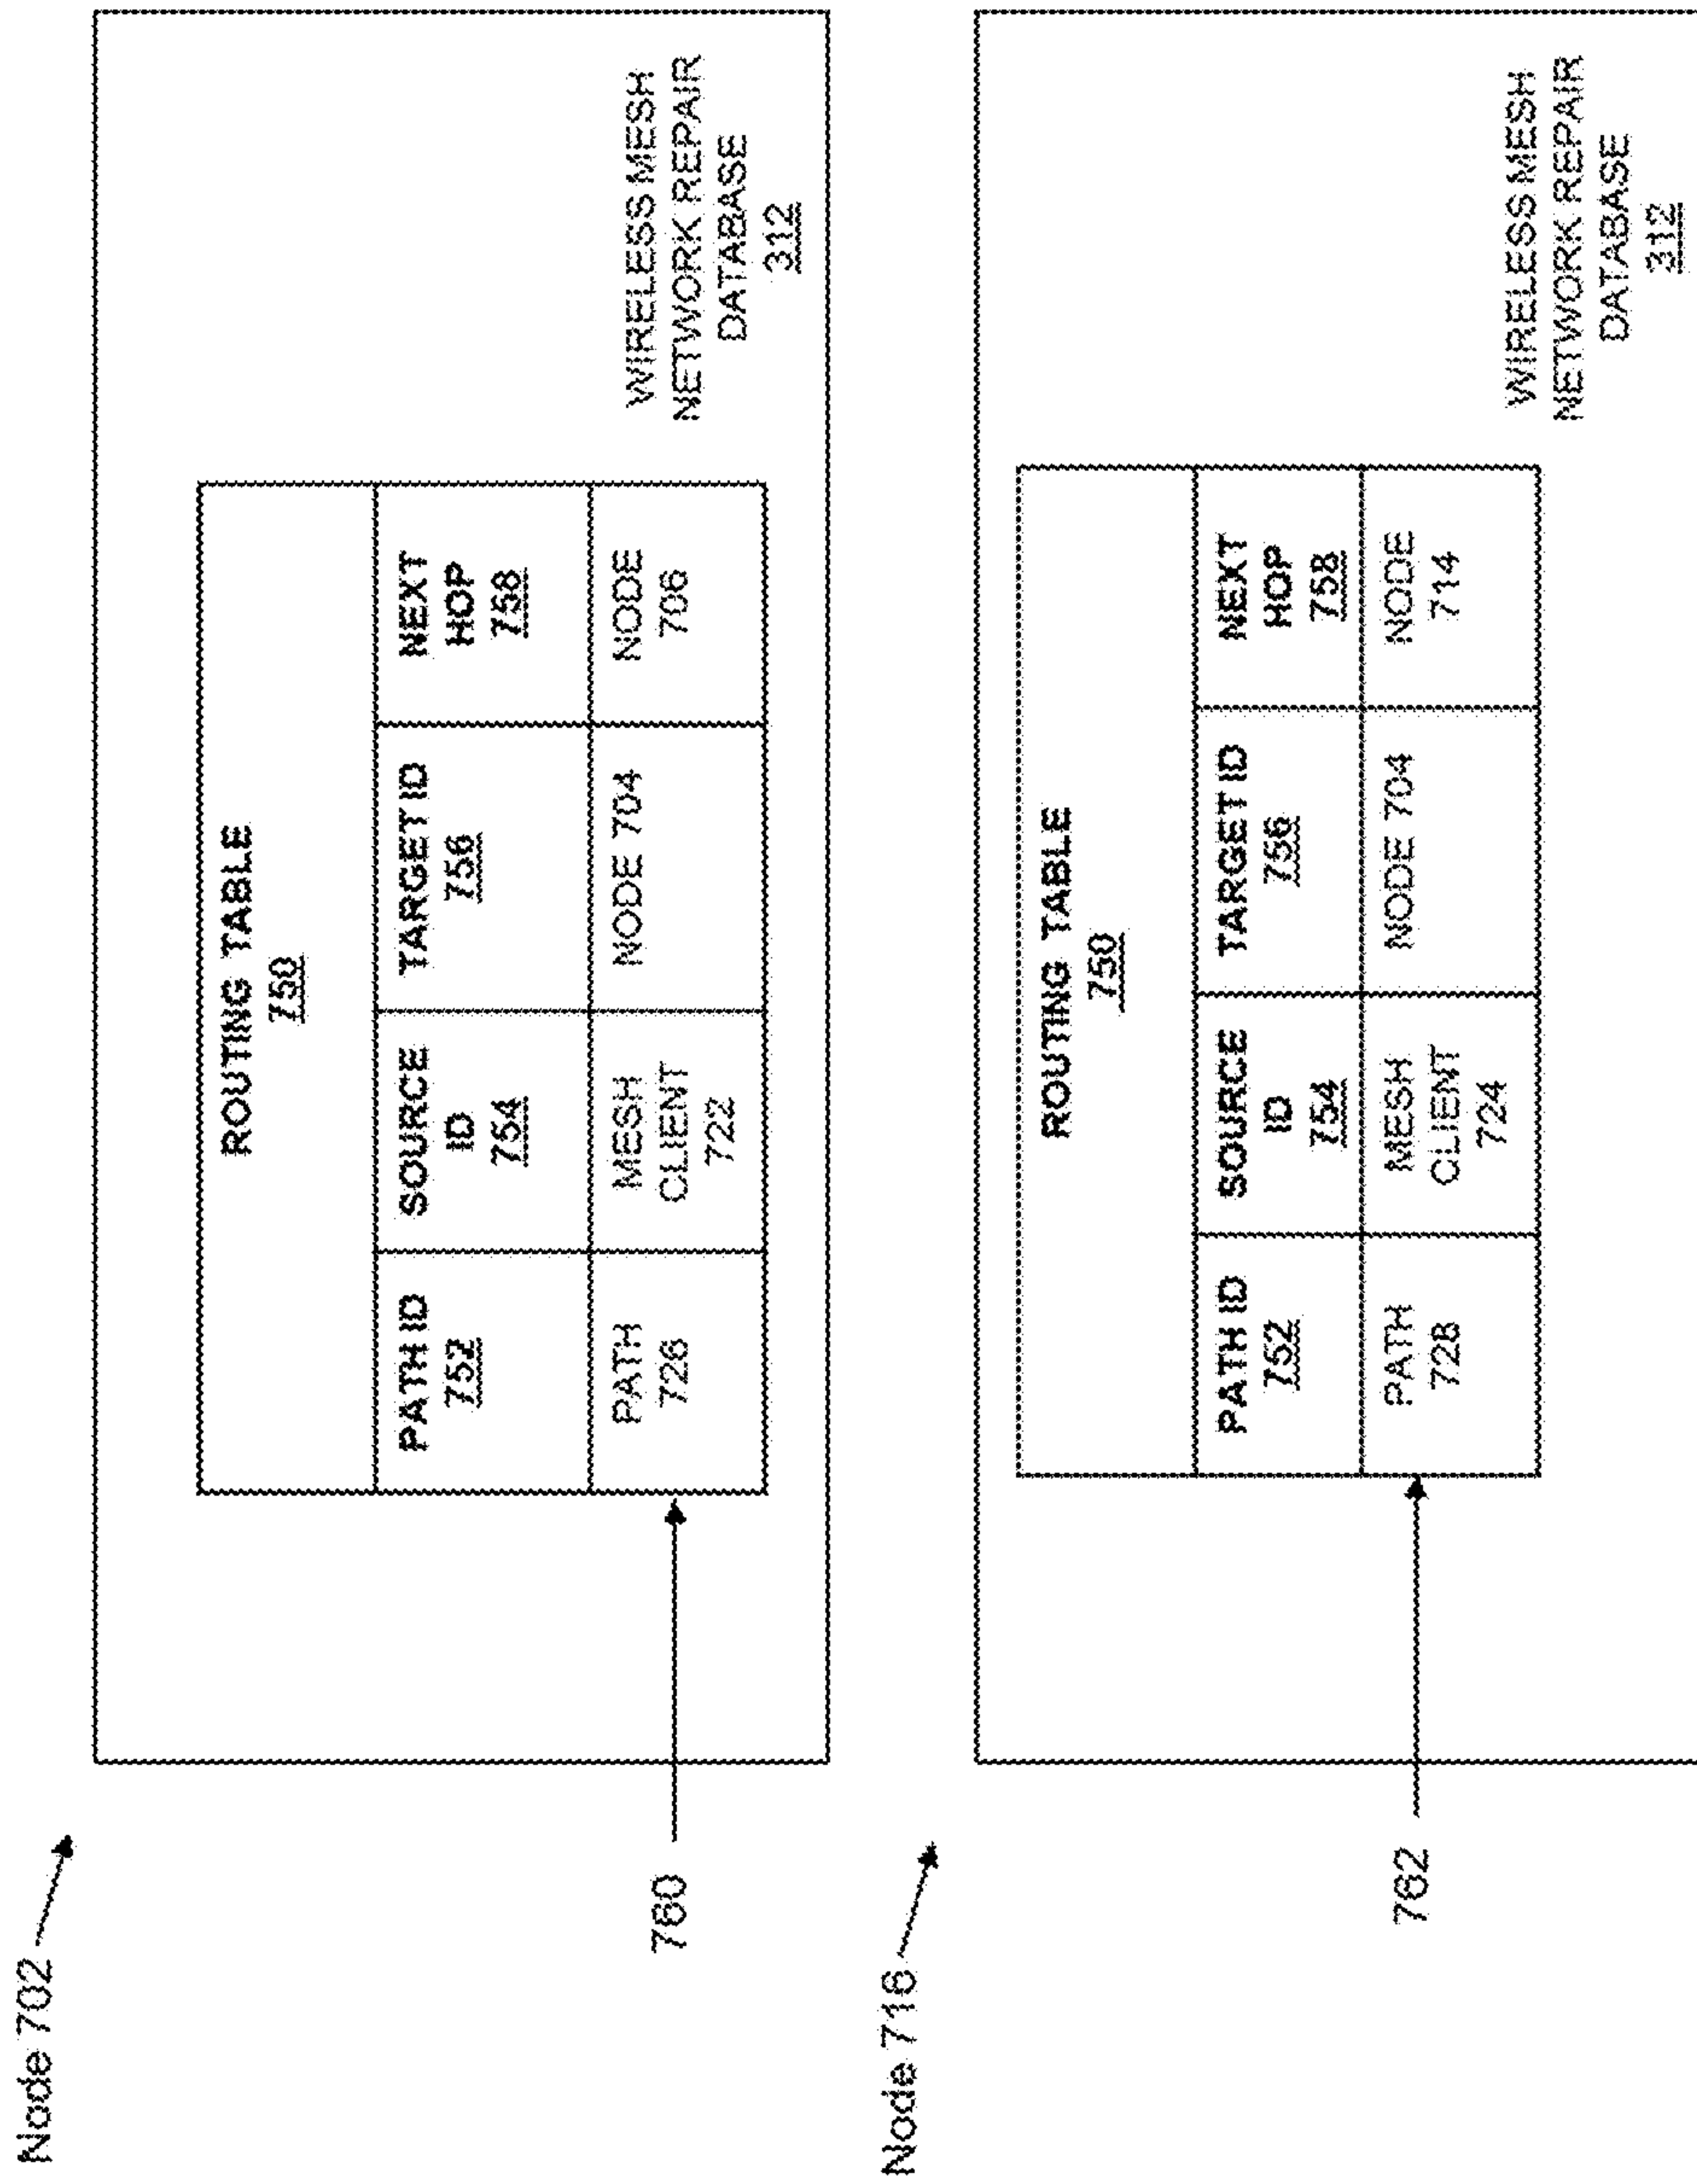 Node 702
ROUTING TABLE
750
PATH ID
752
SOURCE
ID
754
TARGET ID
756
NEXT
HOP
758
PATH
726
MESH
CLIENT
722
NODE 704
NODE
706
760
WIRELESS MESH
NETWORK REPAIR
DATABASE
312
Node 716
ROUTING TABLE
750
PATH ID
752
SOURCE
ID
754
TARGET ID
756
NEXT
HOP
758
PATH
728
MESH
CLIENT
724
NODE 704
NODE
714
762
WIRELESS MESH
NETWORK REPAIR
DATABASE
312